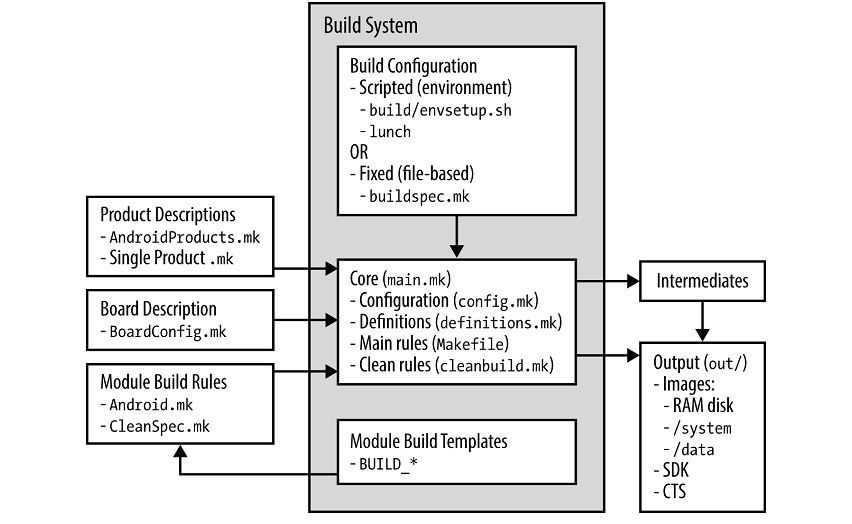 Build System
Build Configuration
- Scripted (environment)
- build/envsetup.sh
- lunch
OR
- Fixed (file-based)
- buildspec.mk
Product Descriptions
- AndroidProducts.mk
- Single Product .mk
Board Description
- BoardConfig.mk
Module Build Rules
- Android.mk
- CleanSpec.mk
Core (main.mk)
- Configuration (config.mk)
- Definitions (definitions.mk)
- Main rules (Makefile)
- Clean rules (cleanbuild.mk)
Module Build Templates
- BUILD_*
Intermediates
Output (out/)
- Images:
- RAM disk
- /system
- /data
- SDK
- CTS